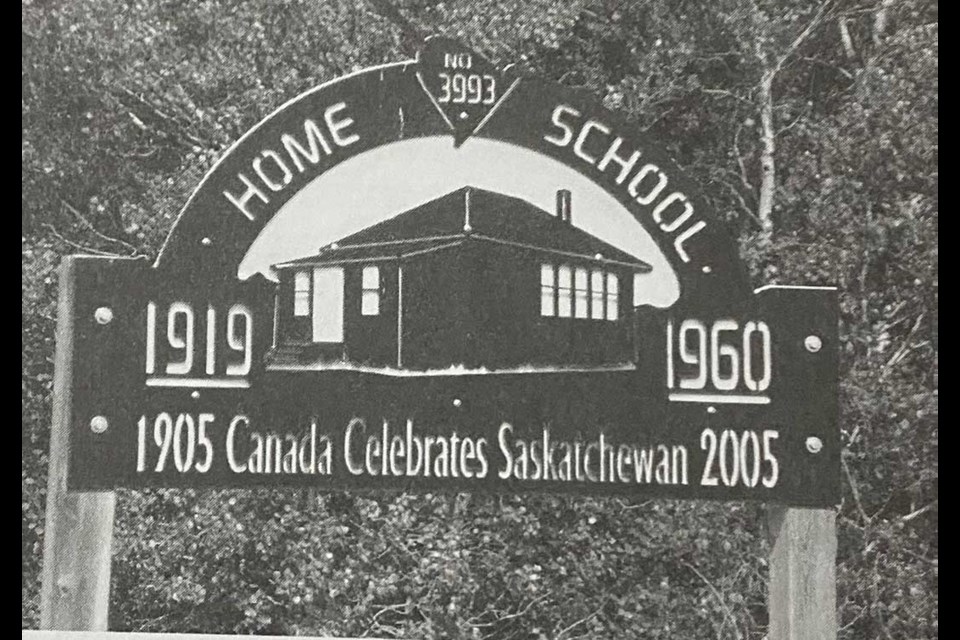 NO
3993
HOME SCHOOL
1919 1960
1905 Canada Celebrates Saskatchewan 2005